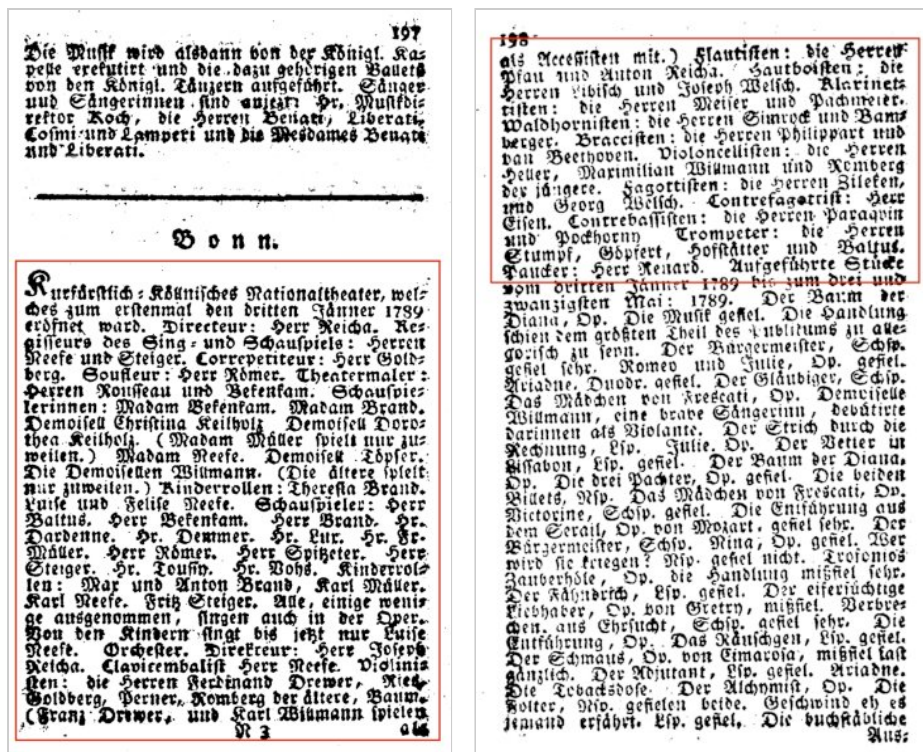 197
Die Musik wird alsdann von der Königl. Ka-
pelle exekutirt und die dazu gehörigen Ballets
von den Königl. Tänzern aufgeführt. Sänger
und Sängerinnen sind anjetzt: Hr. Musikdi-
rektor Koch, die Herren Benati, Liberati,
Cosmi und Lamperi und die Mesdames Benati
und Liberati.
Bonn.
Kurfürstlich-Köllnisches Nationaltheater, wel-
ches zum erstenmal den dritten Jänner 1789
eröfnet ward. Directeur: Herr Reicha. Re-
gisseurs des Sing- und Schauspiels: Herren
Neefe und Steiger. Correpetiteur: Herr Gold-
berg. Soufleur: Herr Römer. Theatermaler:
Herren Rousseau und Bekenkam. Schauspie-
lerinnen: Madam Bekenkam. Madam Brand.
Demoisell Christina Keilholz Demoisell Doro-
thea Keilholz. (Madam Müller spielt nur zu-
weilen.) Madam Neefe. Demoisell Töpfer.
Die Demoisellen Willmann. (Die ältere spielt
nur zuweilen.) Kinderrollen: Theresia Brand.
Luise und Felise Neefe. Schauspieler: Herr
Baltus. Herr Bekenkam. Herr Brand. Hr.
Dardenne. Hr. Demmer. Hr. Lux. Hr. Fr.
Müller. Herr Römer. Herr Spitzeter. Herr
Steiger. Hr. Toussy. Hr. Vohs. Kinderrol-
len: Max und Anton Brand, Karl Müller.
Karl Neefe. Fritz Steiger. Alle, einige weni-
ge ausgenommen, singen auch in der Oper.
Von den Kindern singt bis jetzt nur Luise
Neefe. Orchester. Direkteur: Herr Joseph
Reicha. Clavicembalist Herr Neefe. Violini-
sten: die Herren Ferdinand Drewer, Ries,
Goldberg, Perner, Romberg der ältere, Baum,
(Franz Drewer, und Karl Willmann spielen
N 3 als
198
als Accessisten mit.) Flautisten: die Herren
Pfau und Anton Reicha. Hautboisten: die
Herren Libisch und Joseph Welsch. Klarinet-
tisten: die Herren Meiser und Pachmeier.
Waldhornisten: die Herren Simrock und Bam-
berger. Braccisten: die Herren Philippart und
van Beethoven. Violoncellisten: die Herren
Heller, Maximilian Willmann und Romberg
der jüngere. Fagottisten: die Herren Zileken,
und Georg Welsch. Contrefagottist: Herr
Eisen. Contrebassisten: die Herren Paraquin
und Pockhorny Trompeter: die Herren
Stumpf, Göpfert, Hofstätter und Baltus.
Paucker: Herr Renard. Aufgeführte Stücke
vom dritten Jänner 1789 bis zum drei und
zwanzigsten Mai: 1789. Der Baum der
Diana, Op. Die Musik gefiel. Die Handlung
schien dem größten Theil des Publikums zu alle-
gorisch zu seyn. Der Bürgermeister, Schsp.
gefiel sehr. Romeo und Julie, Op. gefiel.
Ariadne. Duodr. gefiel. Der Gläubiger, Schsp.
Das Mädchen von Frescati, Op. Demoiselle
Willmann, eine brave Sängerinn, debütirte
darinnen als Violante. Der Strich durch die
Rechnung, Lsp. Julie. Op. Der Vetter in
Lissabon, Lsp. gefiel. Der Baum der Diana.
Op. Die drei Pachter, Op. gefiel. Die beiden
Billets, Nsp. Das Mädchen von Frescati, Op.
Victorine, Schsp. gefiel. Die Entführung aus
dem Serail, Op. von Mozart. gefiel sehr. Der
Bürgermeister, Schsp. Nina, Op. gefiel. Wer
wird sie kriegen? Nsp. gefiel nicht. Trofonios
Zauberhöle, Op. die Handlung mißfiel sehr.
Der Fähndrich, Lsp. gefiel. Der eifersüchtige
Liebhaber, Op. von Gretry, mißfiel. Verbre-
chen aus Ehrsucht, Schsp. gefiel sehr. Die
Entführung, Op. Das Räuschgen, Lsp. gefiel.
Der Schmaus, Op. von Cimarosa, mißfiel fast
gänzlich. Der Adjutant, Lsp. gefiel. Ariadne.
Die Tobacksdose. Der Alchymist, Op. Die
Folter, Nsp. gefielen beide. Geschwind eh es
jemand erfährt. Lsp. gefiel. Die buchstäbliche
Aus-